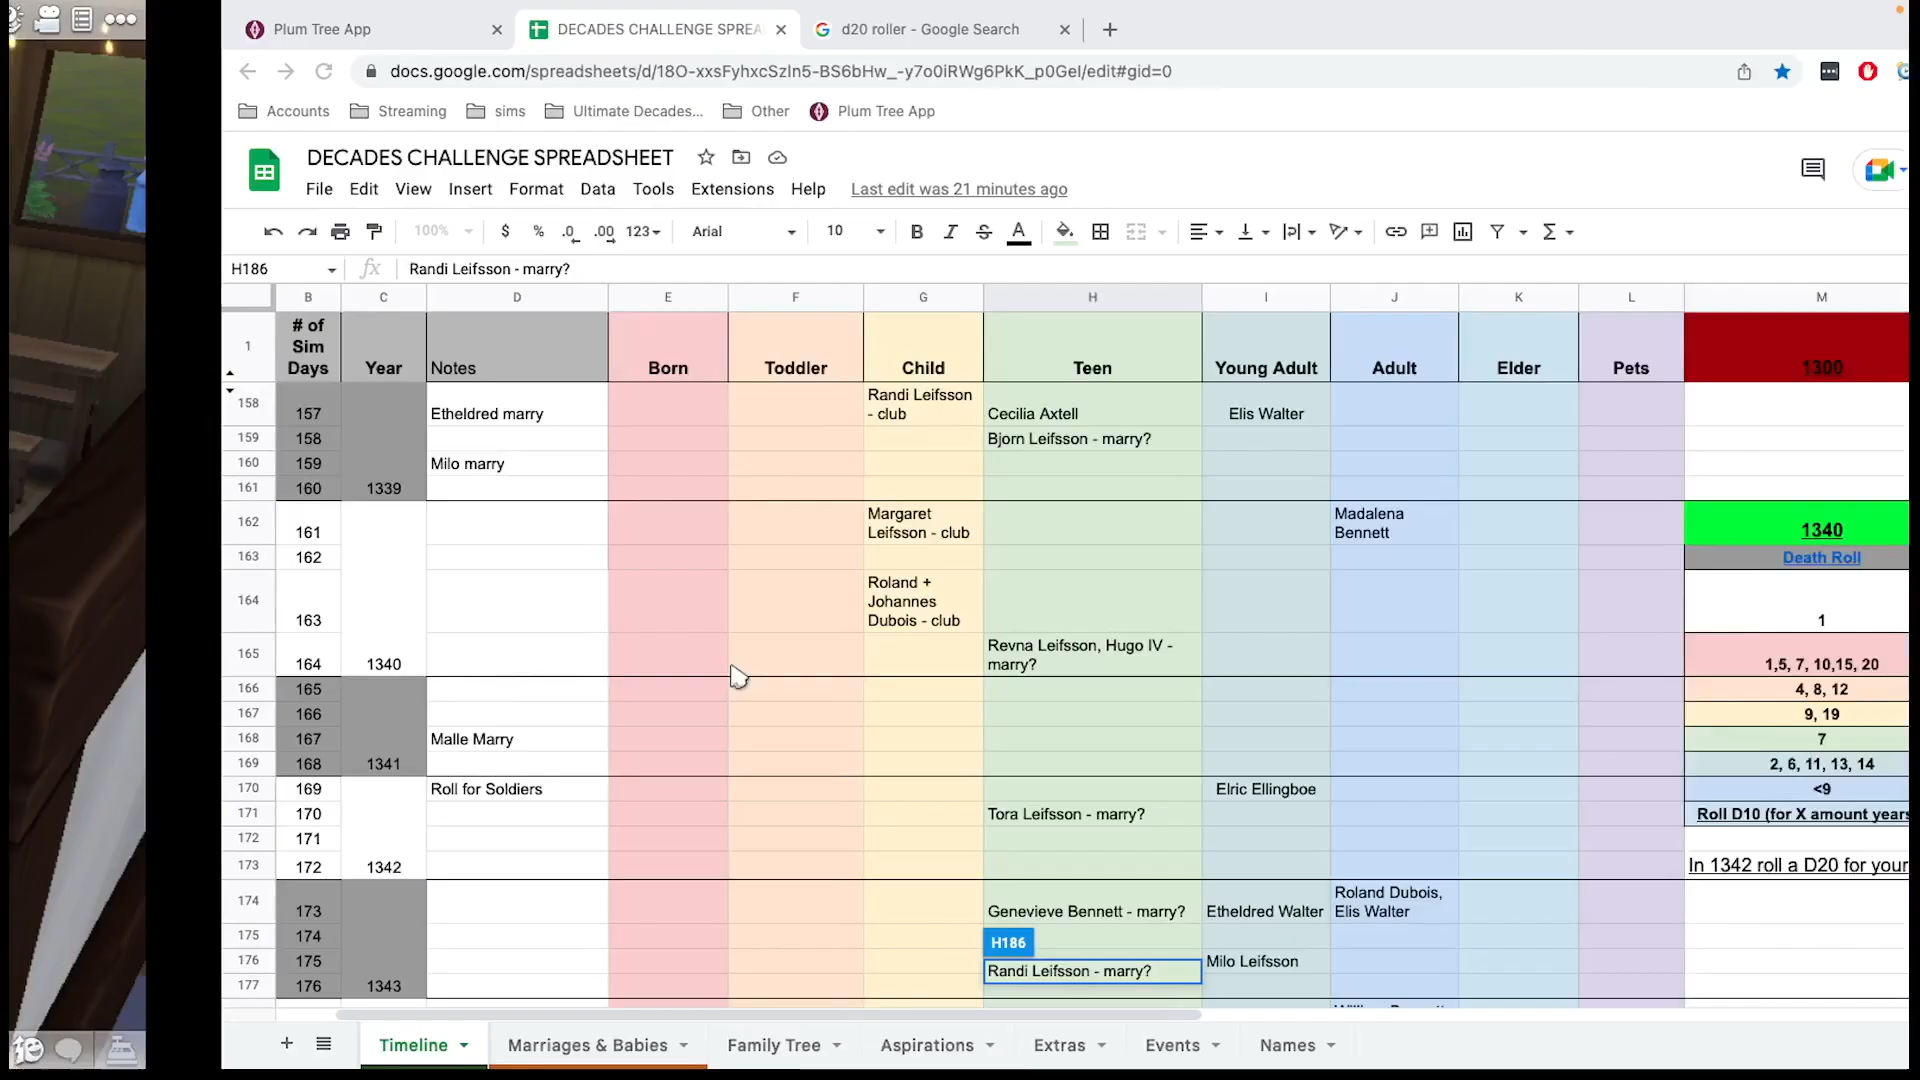 Plum Tree App
DECADES CHALLENGE SPREA
d20 roller - Google Search
docs.google.com/spreadsheets/d/18O-xxsFyhxcSzIn5-BS6bHw_-y7o0iRWg6PkK_p0GeI/edit#gid=0
Accounts
Streaming
sims
Ultimate Decades...
Other
Plum Tree App
DECADES CHALLENGE SPREADSHEET
File Edit View Insert Format Data Tools Extensions Help Last edit was 21 minutes ago
100% $ % .0 .00 123 Arial 10 B I S A
H186 fx Randi Leifsson - marry?
B C D E F G H I J K L M
1 # of Sim Days Year Notes Born Toddler Child Teen Young Adult Adult Elder Pets 1300
158 157 Etheldred marry Randi Leifsson - club Cecilia Axtell Elis Walter
159 158 Bjorn Leifsson - marry?
160 159 Milo marry
161 160 1339
162 161 Margaret Leifsson - club Madalena Bennett 1340
163 162 Death Roll
164 163 Roland + Johannes Dubois - club 1
165 164 1340 Revna Leifsson, Hugo IV - marry? 1,5, 7, 10,15, 20
166 165 4, 8, 12
167 166 9, 19
168 167 Malle Marry 7
169 168 1341 2, 6, 11, 13, 14
170 169 Roll for Soldiers Elric Ellingboe <9
171 170 Tora Leifsson - marry? Roll D10 (for X amount years
172 171
173 172 1342 In 1342 roll a D20 for your
174 173 Genevieve Bennett - marry? Etheldred Walter Roland Dubois, Elis Walter
175 174 H186
176 175 Randi Leifsson - marry? Milo Leifsson
177 176 1343
Timeline Marriages & Babies Family Tree Aspirations Extras Events Names